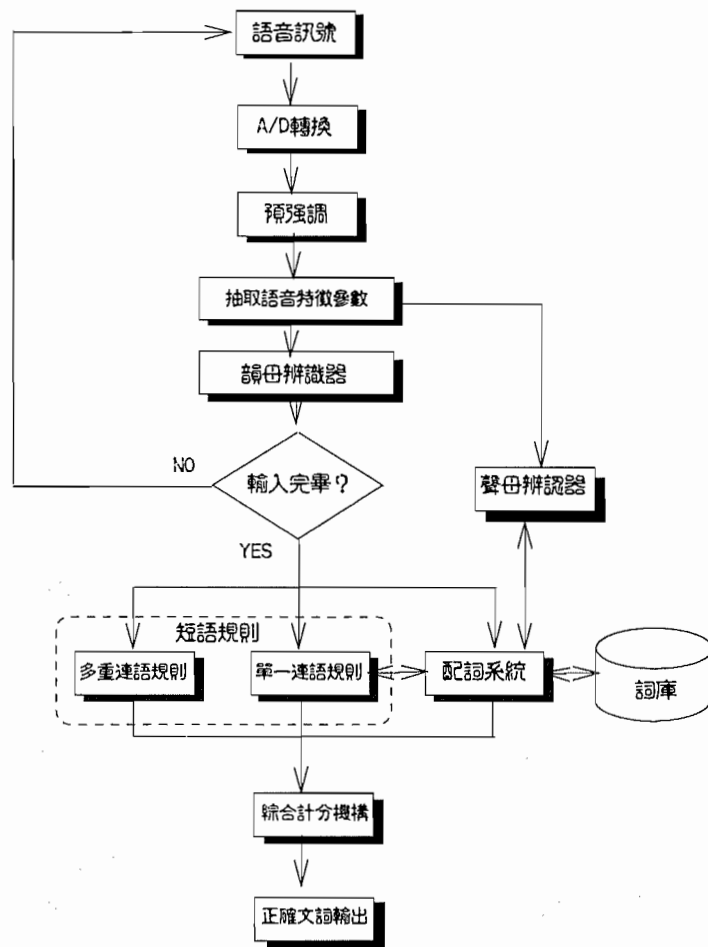 語音訊號
A/D轉換
預强調
抽取語音特徵參數
韻母辨識器
NO
輸入完畢？
聲母辨認器
YES
短語規則
多重連語規則
單一連語規則
配詞系統
詞庫
綜合計分機構
正確文詞輸出